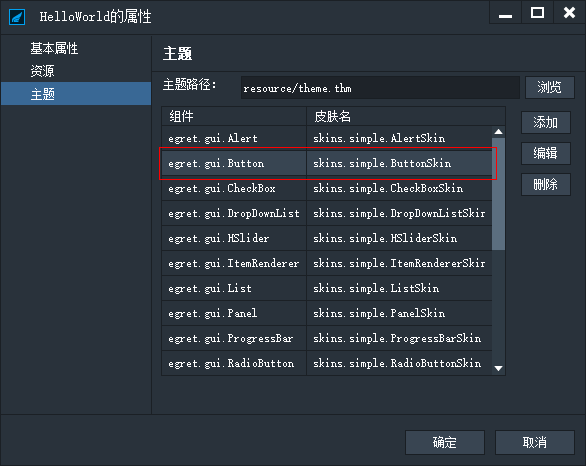 HelloWorld的属性
基本属性
资源
主题
主题
主题路径: resource/theme.thm 浏览
组件 皮肤名 添加
egret.gui.Alert skins.simple.AlertSkin
egret.gui.Button skins.simple.ButtonSkin 编辑
egret.gui.CheckBox skins.simple.CheckBoxSkin 删除
egret.gui.DropDownList skins.simple.DropDownListSkin
egret.gui.HSlider skins.simple.HSliderSkin
egret.gui.ItemRenderer skins.simple.ItemRendererSkin
egret.gui.List skins.simple.ListSkin
egret.gui.Panel skins.simple.PanelSkin
egret.gui.ProgressBar skins.simple.ProgressBarSkin
egret.gui.RadioButton skins.simple.RadioButtonSkin
确定 取消